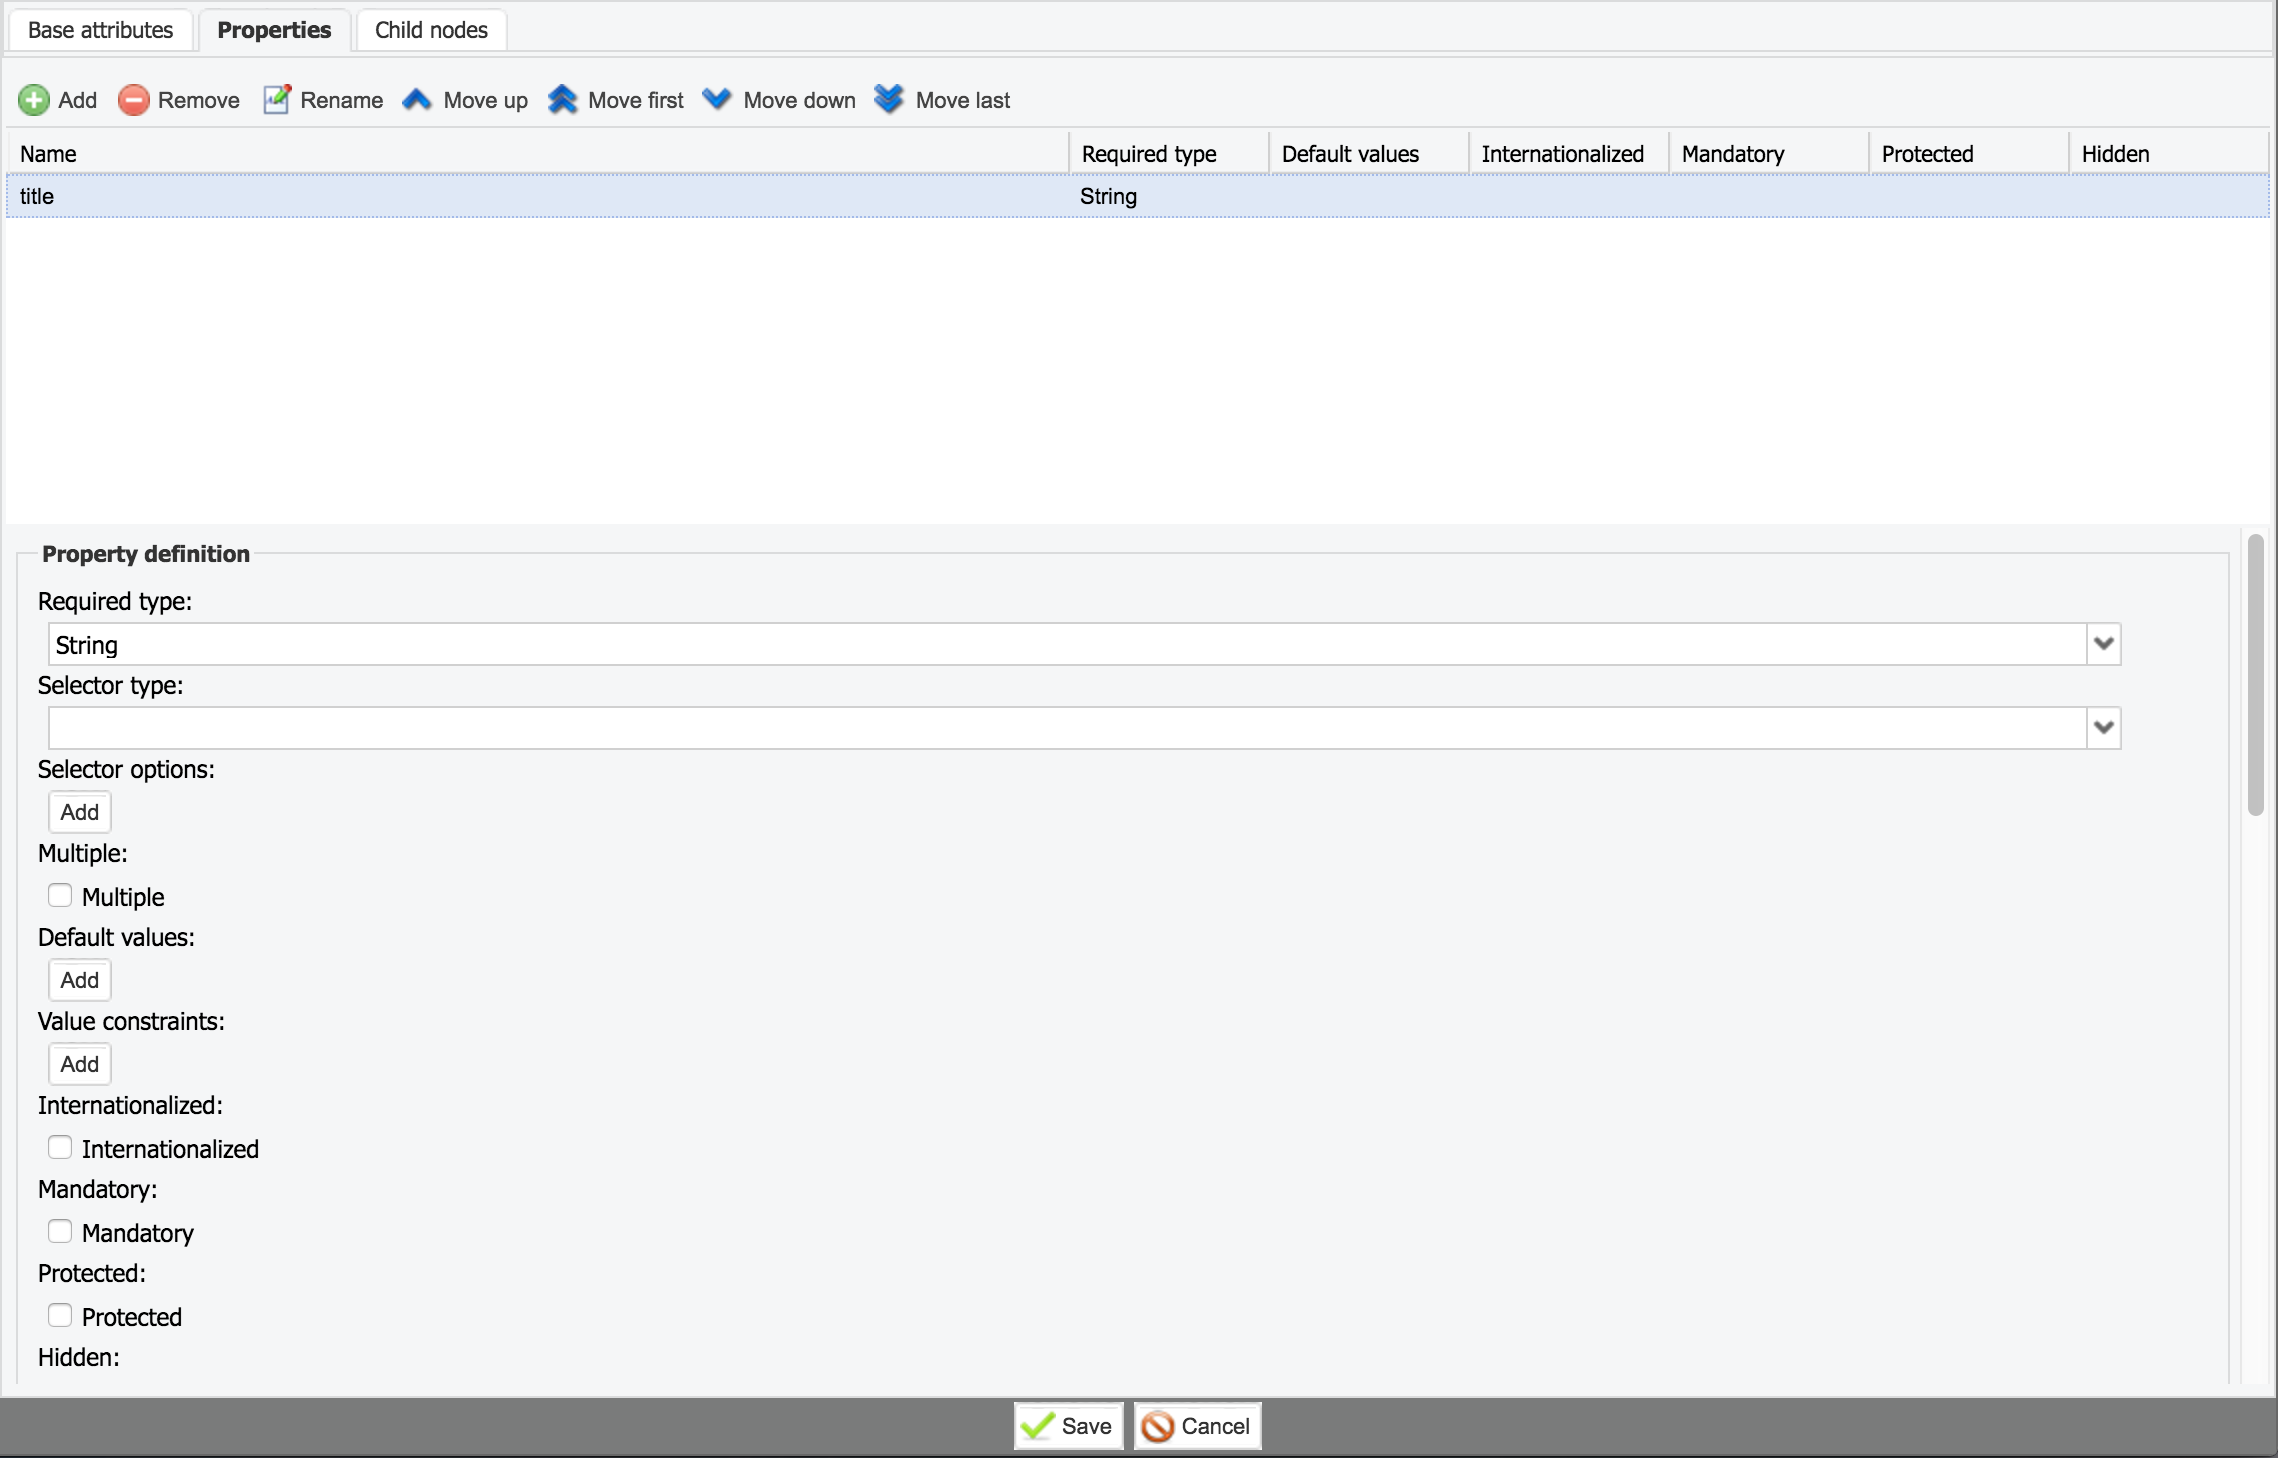 Base attributes Properties Child nodes
Add Remove Rename Move up Move first Move down Move last
Name Required type Default values Internationalized Mandatory Protected Hidden
title String
Property definition
Required type:
String
Selector type:
Selector options:
Add
Multiple:
Multiple
Default values:
Add
Value constraints:
Add
Internationalized:
Internationalized
Mandatory:
Mandatory
Protected:
Protected
Hidden:
Save Cancel